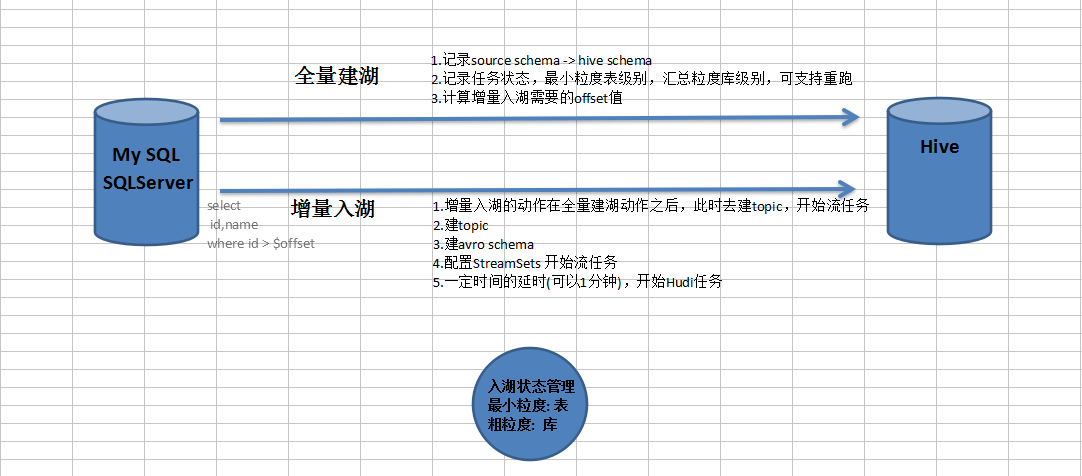 全量建湖
1.记录source schema -> hive schema
2.记录任务状态，最小粒度表级别，汇总粒度库级别，可支持重跑
3.计算增量入湖需要的offset值
My SQL
SQLServer
Hive
select
id,name
where id > $offset
增量入湖
1.增量入湖的动作在全量建湖动作之后，此时去建topic，开始流任务
2.建topic
3.建avro schema
4.配置StreamSets 开始流任务
5.一定时间的延时(可以1分钟)，开始Hudi任务
入湖状态管理
最小粒度: 表
粗粒度: 库